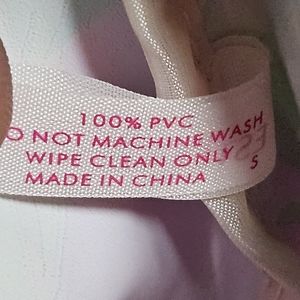 100% PVC
O NOT MACHINE WASH
WIPE CLEAN ONLY
MADE IN CHINA
S